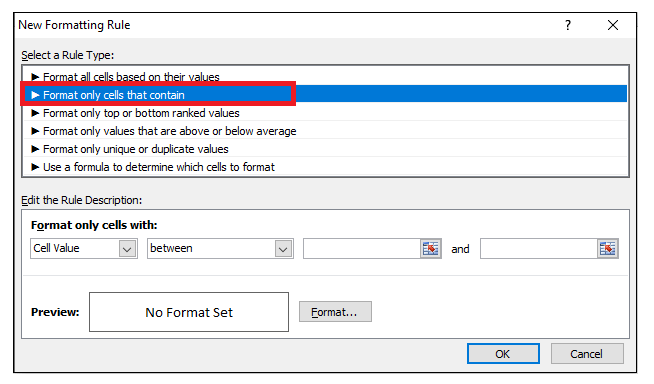 New Formatting Rule ? ×
Select a Rule Type:
► Format all cells based on their values
► Format only cells that contain
► Format only top or bottom ranked values
► Format only values that are above or below average
► Format only unique or duplicate values
► Use a formula to determine which cells to format
Edit the Rule Description:
Format only cells with:
Cell Value between and
Preview: No Format Set Format...
OK Cancel